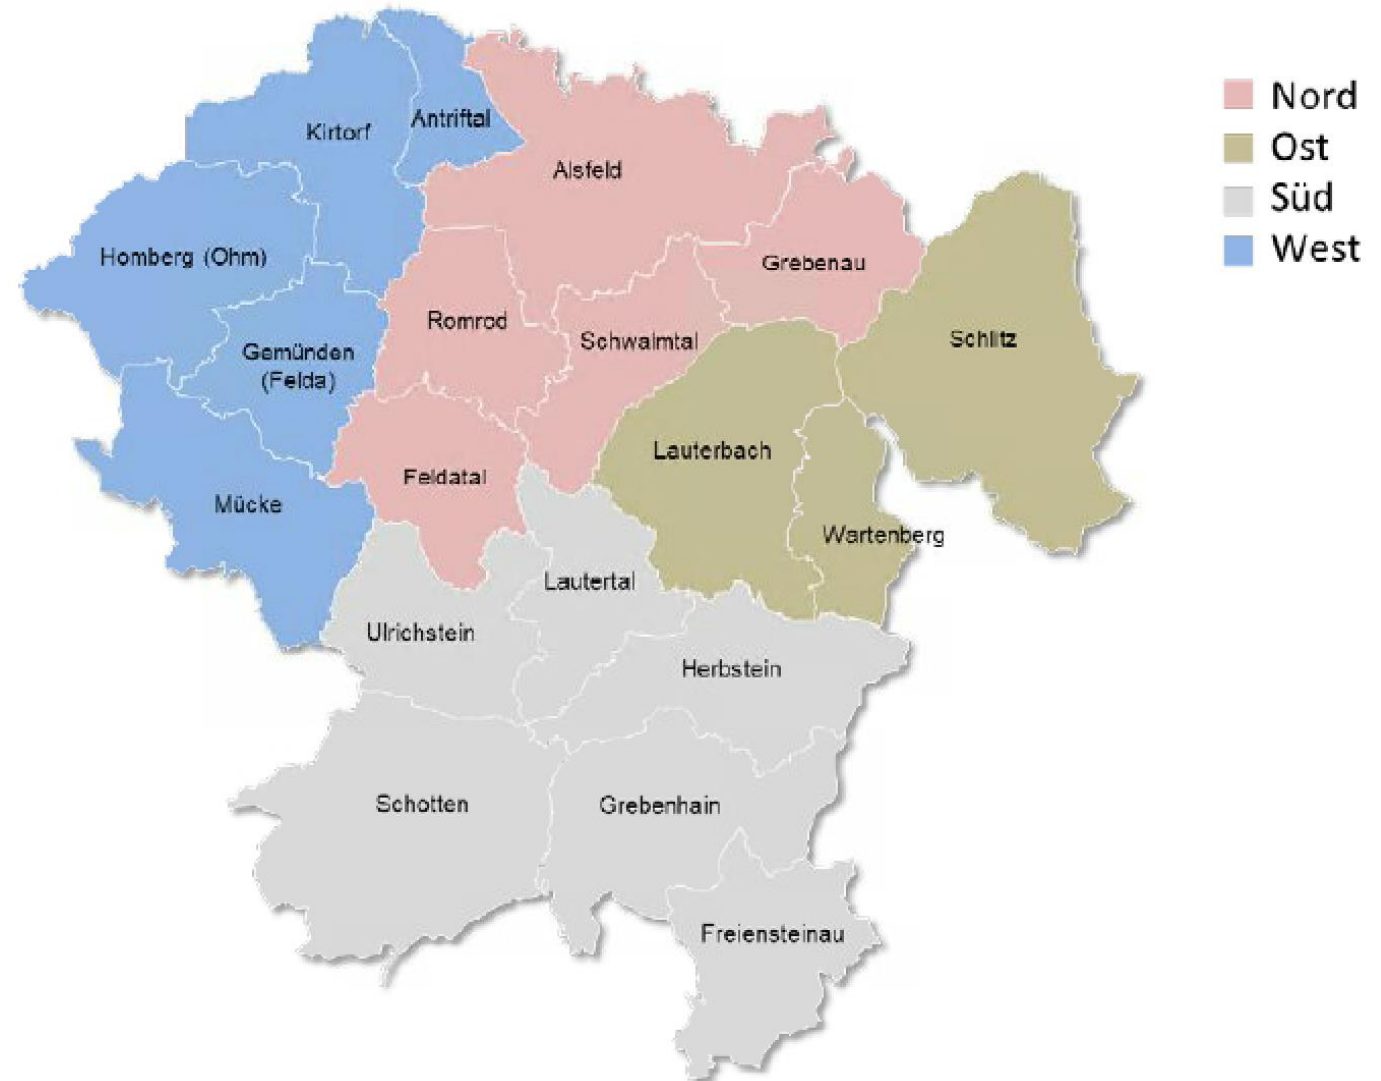 Nord
Ost
Süd
West
Kirtorf
Antriftal
Alsfeld
Homberg (Ohm)
Grebenau
Romrod
Schwalmtal
Schlitz
Gemünden
(Felda)
Lauterbach
Feldatal
Mücke
Wartenberg
Lautertal
Ulrichstein
Herbstein
Schotten
Grebenhain
Freiensteinau